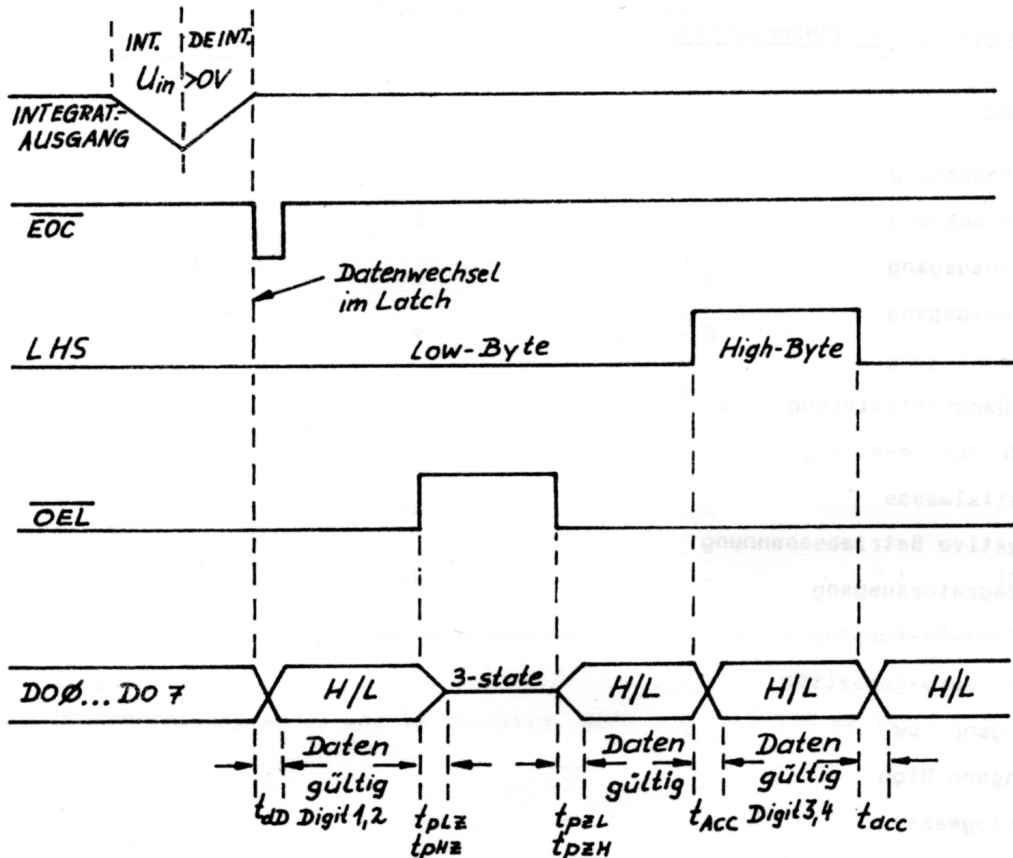 INT. DEINT.
Uin>0V
INTEGRAT.-
AUSGANG
EOC
Datenwechsel
im Latch
LHS
Low-Byte
High-Byte
OEL
DOØ...DO7
H/L
3-state
H/L
H/L
H/L
Daten
gültig
Digit 1,2
Daten
gültig
Daten
gültig
Digit 3,4
tdD
tpLZ
tpHZ
tpZL
tpZH
tACC
tacc